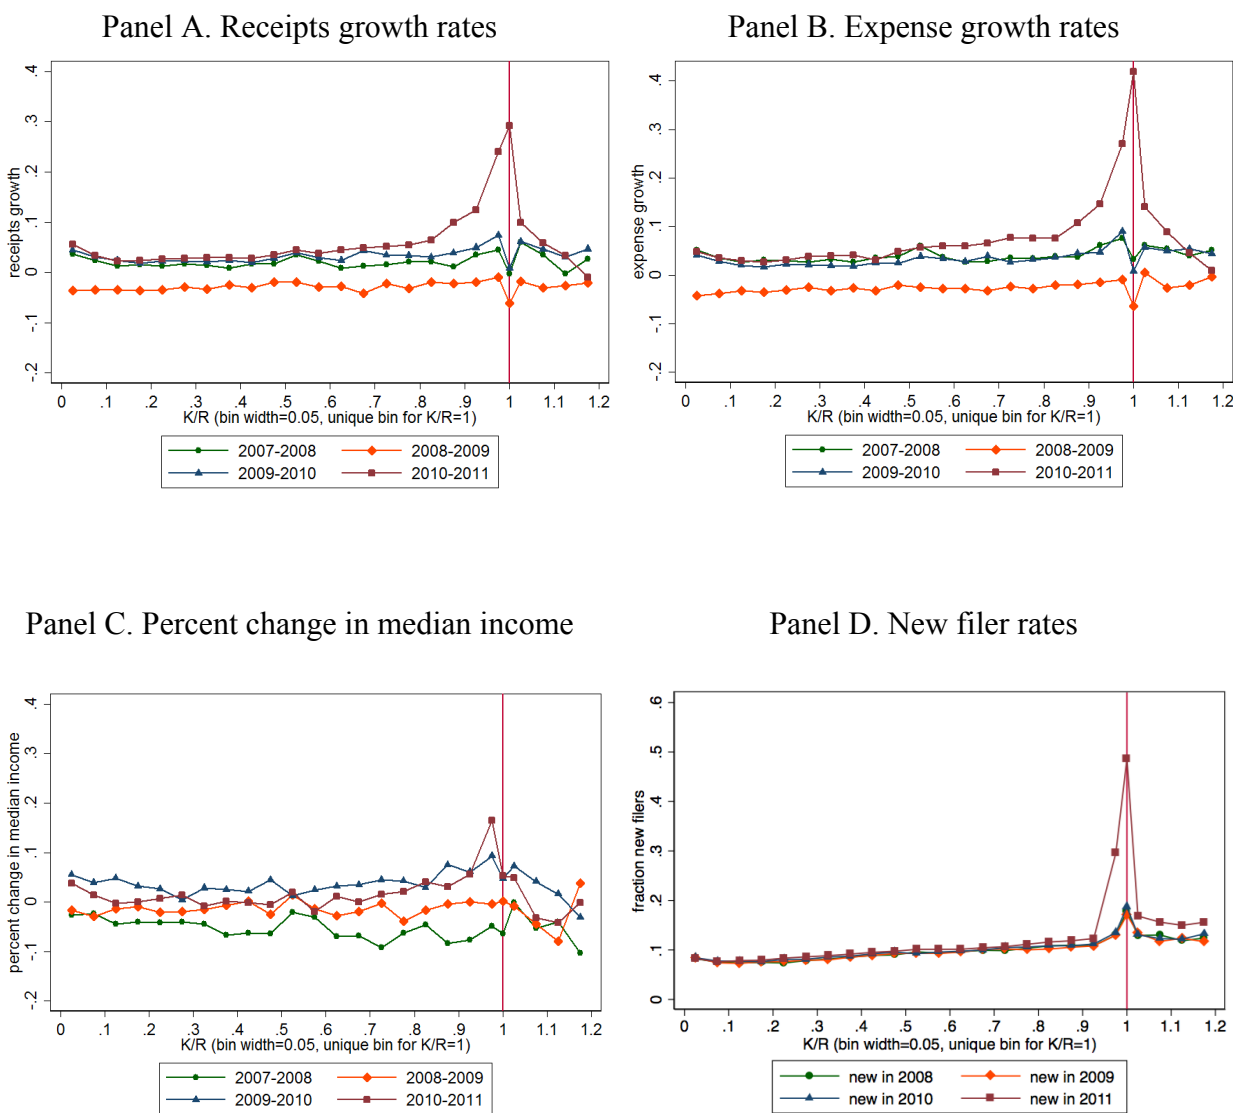 Panel A. Receipts growth rates
receipts growth
.4
.3
.2
.1
0
-.1
-.2
0 .1 .2 .3 .4 .5 .6 .7 .8 .9 1 1.1 1.2
K/R (bin width=0.05, unique bin for K/R=1)
2007-2008 2008-2009
2009-2010 2010-2011
Panel B. Expense growth rates
expense growth
.4
.3
.2
.1
0
-.1
-.2
0 .1 .2 .3 .4 .5 .6 .7 .8 .9 1 1.1 1.2
K/R (bin width=0.05, unique bin for K/R=1)
2007-2008 2008-2009
2009-2010 2010-2011
Panel C. Percent change in median income
percent change in median income
.4
.3
.2
.1
0
-.1
-.2
0 .1 .2 .3 .4 .5 .6 .7 .8 .9 1 1.1 1.2
K/R (bin width=0.05, unique bin for K/R=1)
2007-2008 2008-2009
2009-2010 2010-2011
Panel D. New filer rates
fraction new filers
.6
.5
.4
.3
.2
.1
0
0 .1 .2 .3 .4 .5 .6 .7 .8 .9 1 1.1 1.2
K/R (bin width=0.05, unique bin for K/R=1)
new in 2008 new in 2009
new in 2010 new in 2011